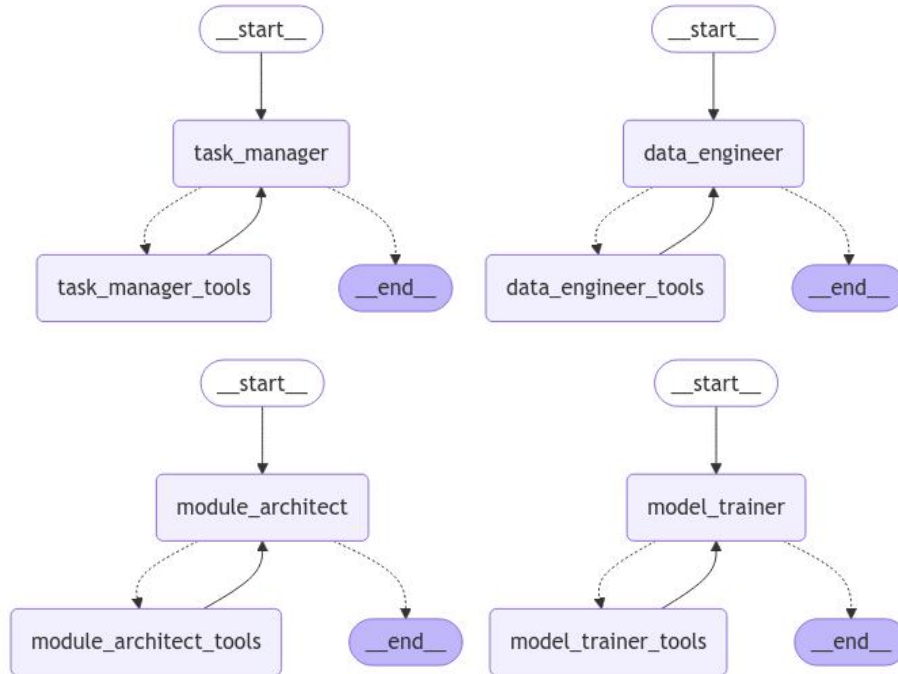 __start__
__start__
task_manager
data_engineer
task_manager_tools
__end__
data_engineer_tools
__end__
__start__
__start__
module_architect
model_trainer
module_architect_tools
__end__
model_trainer_tools
__end__